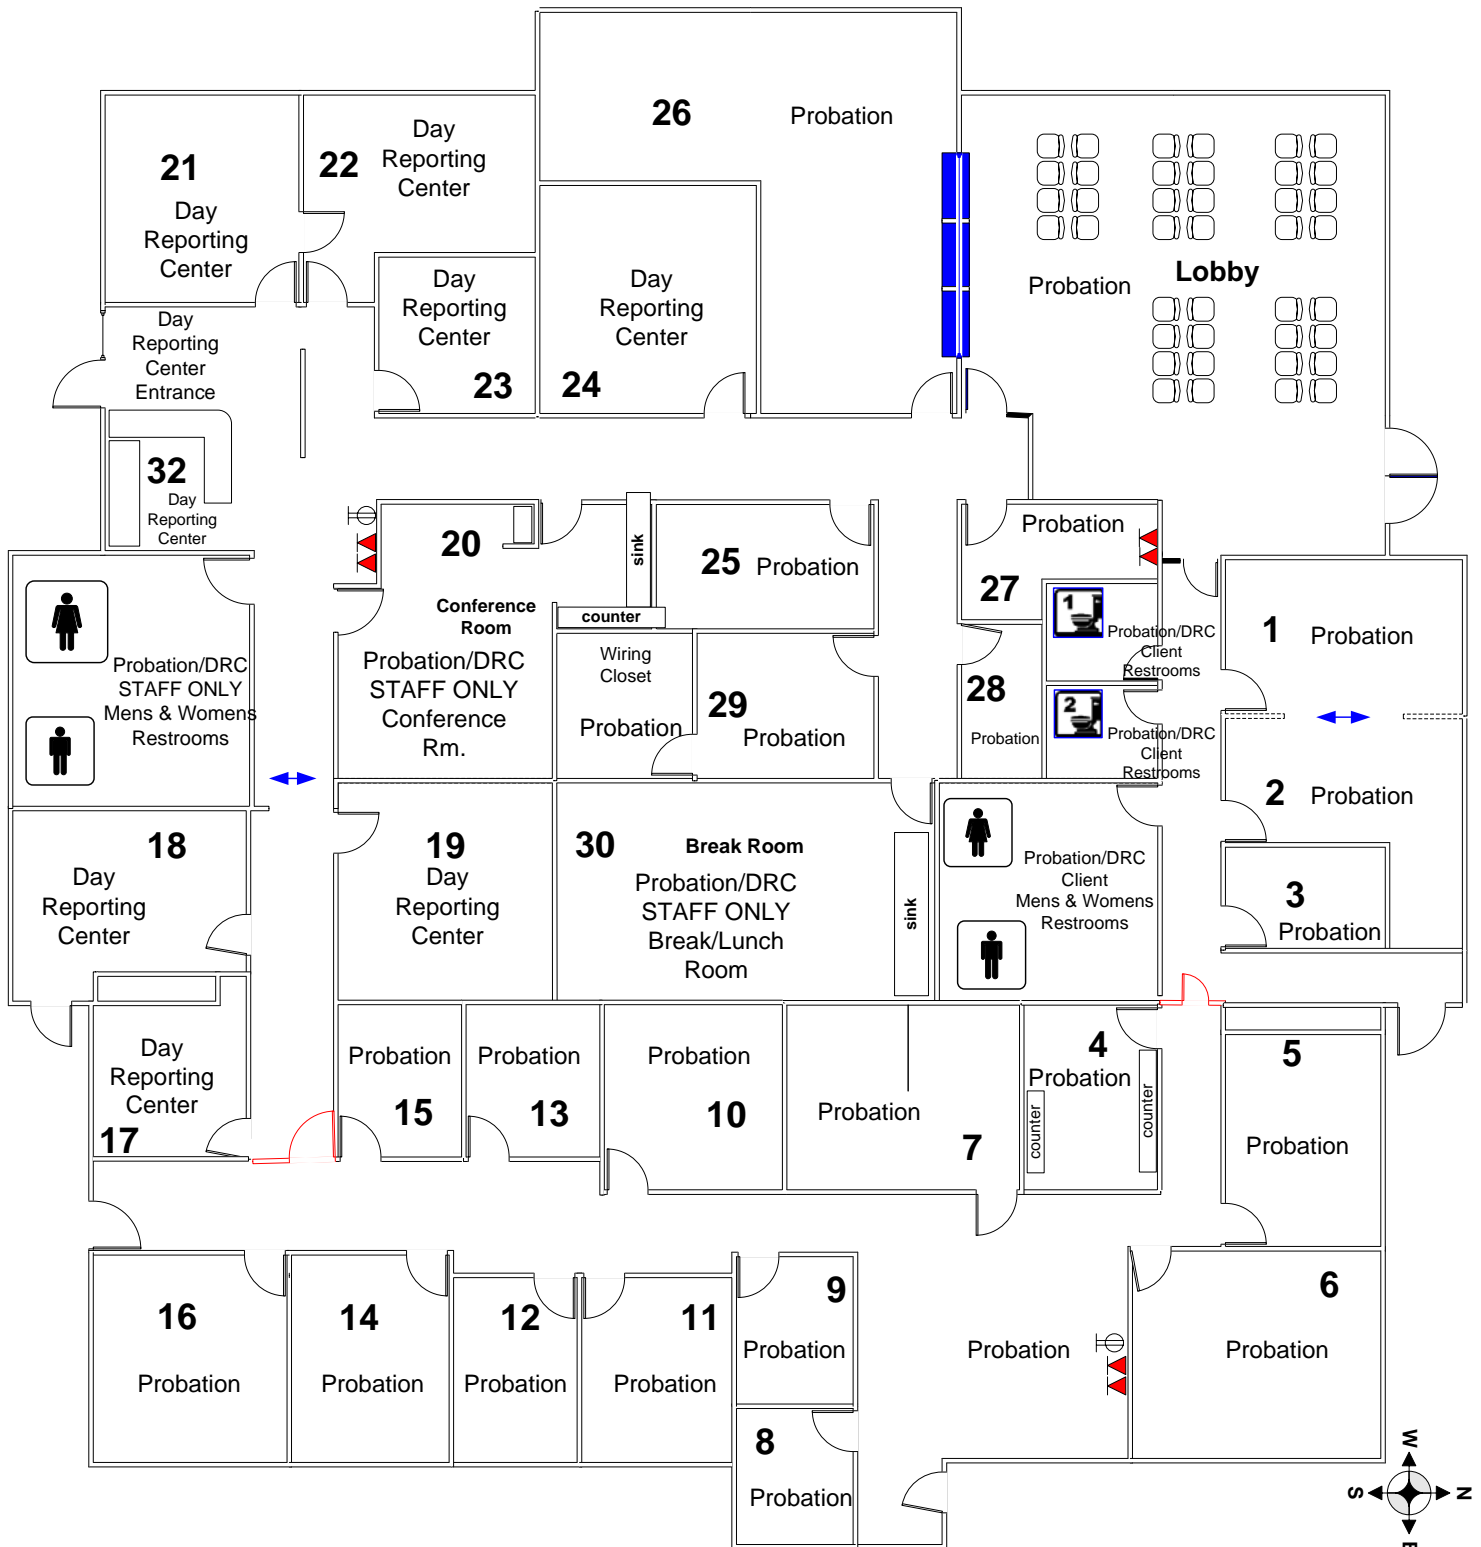 26
Probation
21
Day
Reporting
Center
22
Day
Reporting
Center
Day
Reporting
Center
23
Day
Reporting
Center
24
Probation
Lobby
Day
Reporting
Center
Entrance
32
Day
Reporting
Center
20
Conference
Room
Probation/DRC
STAFF ONLY
Conference
Rm.
sink
counter
25
Probation
Probation
27
1
Probation/DRC
Client
Restrooms
2
Probation/DRC
Client
Restrooms
1
Probation
2
Probation
3
Probation
Probation/DRC
STAFF ONLY
Mens & Womens
Restrooms
Wiring
Closet
Probation
29
Probation
28
Probation
18
Day
Reporting
Center
19
Day
Reporting
Center
30
Break Room
Probation/DRC
STAFF ONLY
Break/Lunch
Room
sink
Probation/DRC
Client
Mens & Womens
Restrooms
Day
Reporting
Center
17
Probation
15
Probation
13
Probation
10
Probation
7
4
Probation
counter
counter
5
Probation
16
Probation
14
Probation
12
Probation
11
Probation
9
Probation
8
Probation
Probation
6
Probation
W
S
N
E